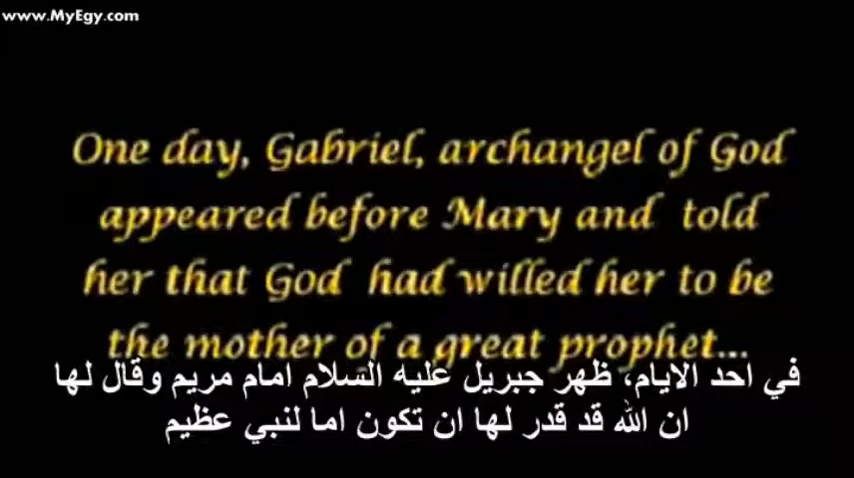 www.MyEgy.com
One day, Gabriel, archangel of God
appeared before Mary and told
her that God had willed her to be
the mother of a great prophet...
في احد الايام، ظهر جبريل عليه السلام امام مريم وقال لها
ان الله قد قدر لها ان تكون اما لنبي عظيم